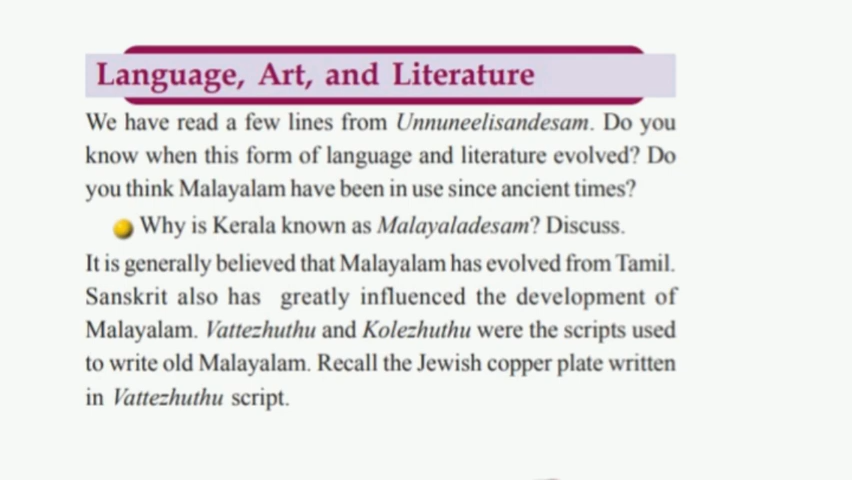 Language, Art, and Literature
We have read a few lines from Unnuneelisandesam. Do you
know when this form of language and literature evolved? Do
you think Malayalam have been in use since ancient times?
Why is Kerala known as Malayaladesam? Discuss.
It is generally believed that Malayalam has evolved from Tamil.
Sanskrit also has greatly influenced the development of
Malayalam. Vattezhuthu and Kolezhuthu were the scripts used
to write old Malayalam. Recall the Jewish copper plate written
in Vattezhuthu script.